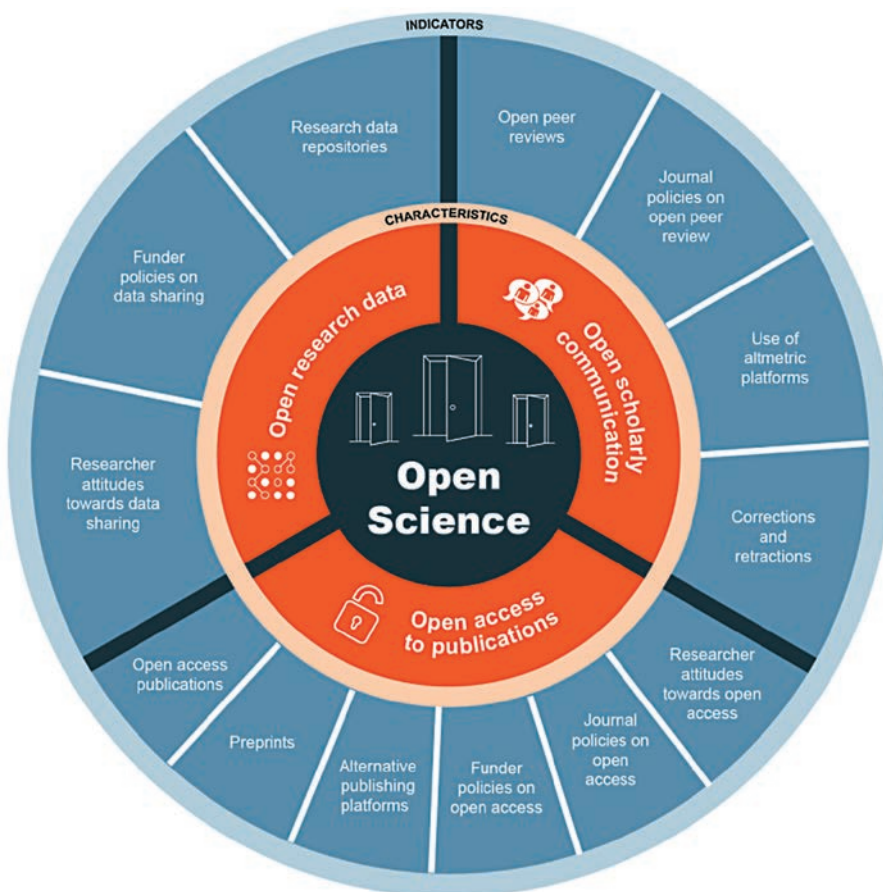 INDICATORS
Research data
repositories
Open peer
reviews
Journal
policies on
open peer
review
Use of
altmetric
platforms
Corrections
and
retractions
Researcher
attitudes
towards open
access
Journal
policies on
open
access
Funder
policies on
open access
Alternative
publishing
platforms
Preprints
Open access
publications
Researcher
attitudes
towards data
sharing
Funder
policies on
data sharing
CHARACTERISTICS
Open research data
Open scholarly
communication
Open access
to publications
Open
Science